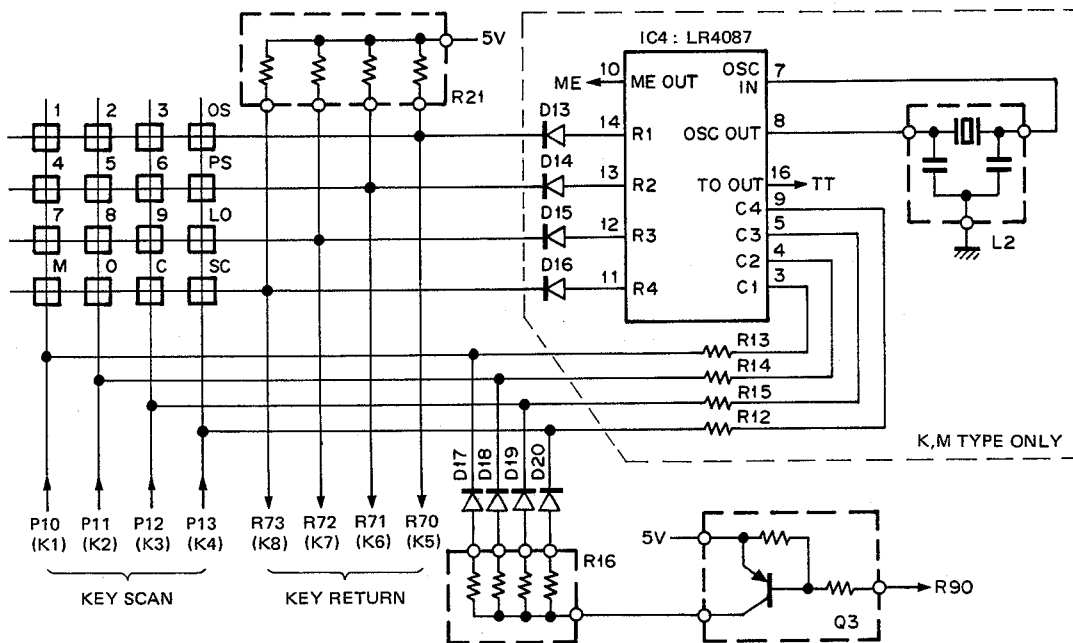 IC4: LR4087
5V
R21
ME
10
ME OUT
OSC IN
7
1 2 3 OS
D13
14
R1
OSC OUT
8
4 5 6 PS
D14
13
R2
TO OUT
16
TT
7 8 9 LO
D15
12
R3
C4
9
C3
5
L2
M O C SC
D16
11
R4
C2
4
C1
3
R13
R14
R15
R12
K,M TYPE ONLY
D17 D18 D19 D20
P10 P11 P12 P13 R73 R72 R71 R70
(K1) (K2) (K3) (K4) (K8) (K7) (K6) (K5)
KEY SCAN KEY RETURN
R16
5V
R90
Q3